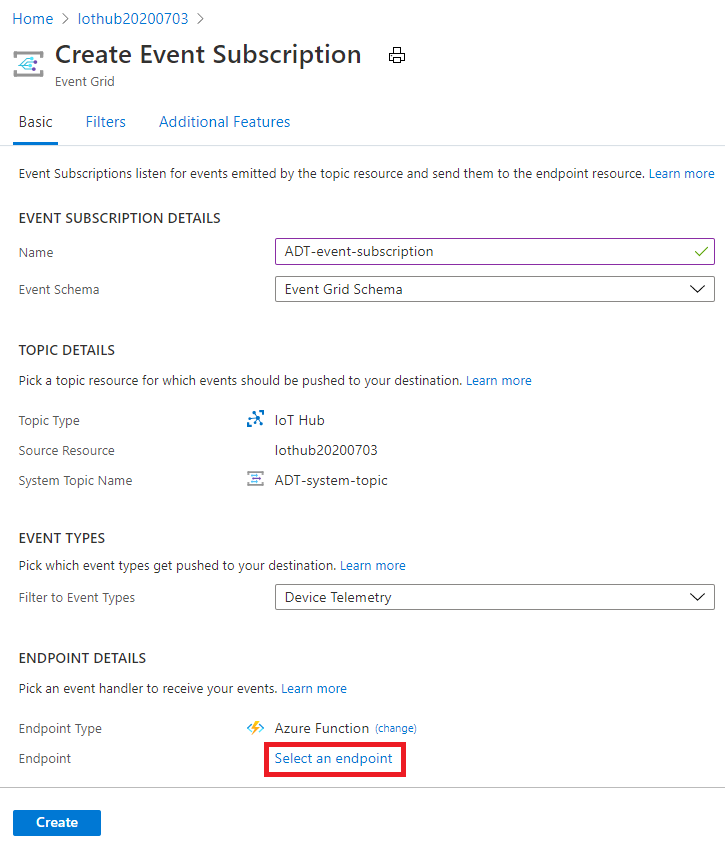 Home > Iothub20200703 >
Create Event Subscription
Event Grid
Basic Filters Additional Features
Event Subscriptions listen for events emitted by the topic resource and send them to the endpoint resource. Learn more
EVENT SUBSCRIPTION DETAILS
Name ADT-event-subscription
Event Schema Event Grid Schema
TOPIC DETAILS
Pick a topic resource for which events should be pushed to your destination. Learn more
Topic Type IoT Hub
Source Resource Iothub20200703
System Topic Name ADT-system-topic
EVENT TYPES
Pick which event types get pushed to your destination. Learn more
Filter to Event Types Device Telemetry
ENDPOINT DETAILS
Pick an event handler to receive your events. Learn more
Endpoint Type Azure Function (change)
Endpoint Select an endpoint
Create